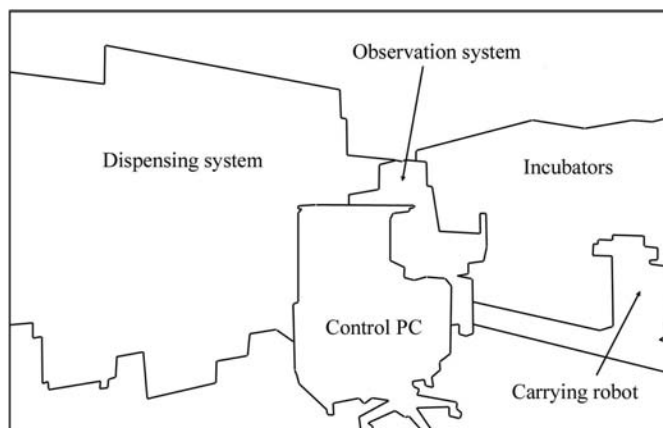 Observation system
Dispensing system
Incubators
Control PC
Carrying robot